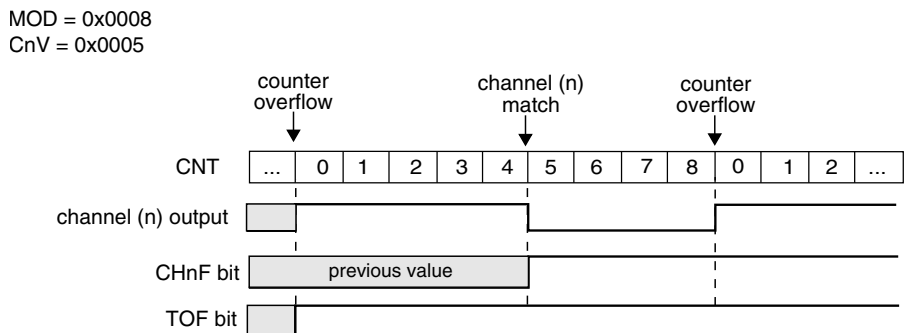 MOD = 0x0008
CnV = 0x0005
counter overflow
channel (n) match
counter overflow
CNT ... 0 1 2 3 4 5 6 7 8 0 1 2 ...
channel (n) output
CHnF bit previous value
TOF bit